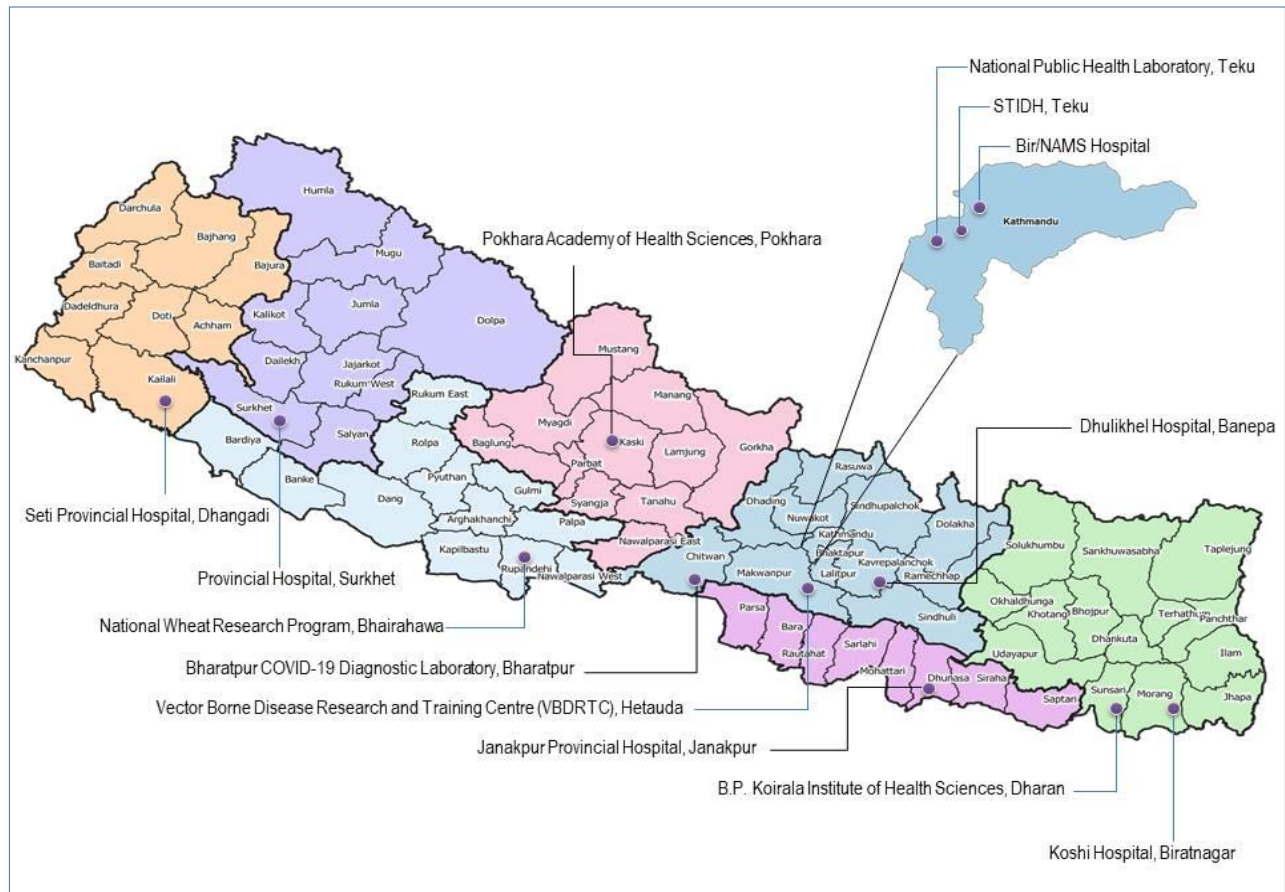 National Public Health Laboratory, Teku
STIDH, Teku
Bir/NAMS Hospital
Kathmandu
Pokhara Academy of Health Sciences, Pokhara
Humla
Darchula
Bajhang
Mugu
Baitadi
Bajura
Jumla
Dadeldhura
Doti
Achham
Kalikot
Dolpa
Kanchanpur
Kailali
Dailekh
Jajarkot
Rukum West
Mustang
Rukum East
Manang
Surkhet
Salyan
Myagdi
Baglung
Kaski
Lamjung
Gorkha
Dhulikhel Hospital, Banepa
Bardiya
Rolpa
Parbat
Rasuwa
Banke
Pyuthan
Gulmi
Syangja
Tanahu
Dhading
Sindhupalchok
Seti Provincial Hospital, Dhangadi
Dang
Arghakhanchi
Palpa
Nuwakot
Dolakha
Kathmandu
Nawalparasi East
Solukhumbu
Sankhuwasabha
Taplejung
Kapilbastu
Chitwan
Bhaktapur
Kavrepalanchok
Provincial Hospital, Surkhet
Rupandehi
Nawalparasi West
Makwanpur
Lalitpur
Ramechhap
Okhaldhunga
Khotang
Bhojpur
Terhathum
Panchthar
National Wheat Research Program, Bhairahawa
Parsa
Bara
Sindhuli
Dhankuta
Rautahat
Sarlahi
Udayapur
Ilam
Bharatpur COVID-19 Diagnostic Laboratory, Bharatpur
Mohattari
Dhunasa
Siraha
Saptari
Sunsari
Morang
Jhapa
Vector Borne Disease Research and Training Centre (VBDRTC), Hetauda
Janakpur Provincial Hospital, Janakpur
B.P. Koirala Institute of Health Sciences, Dharan
Koshi Hospital, Biratnagar